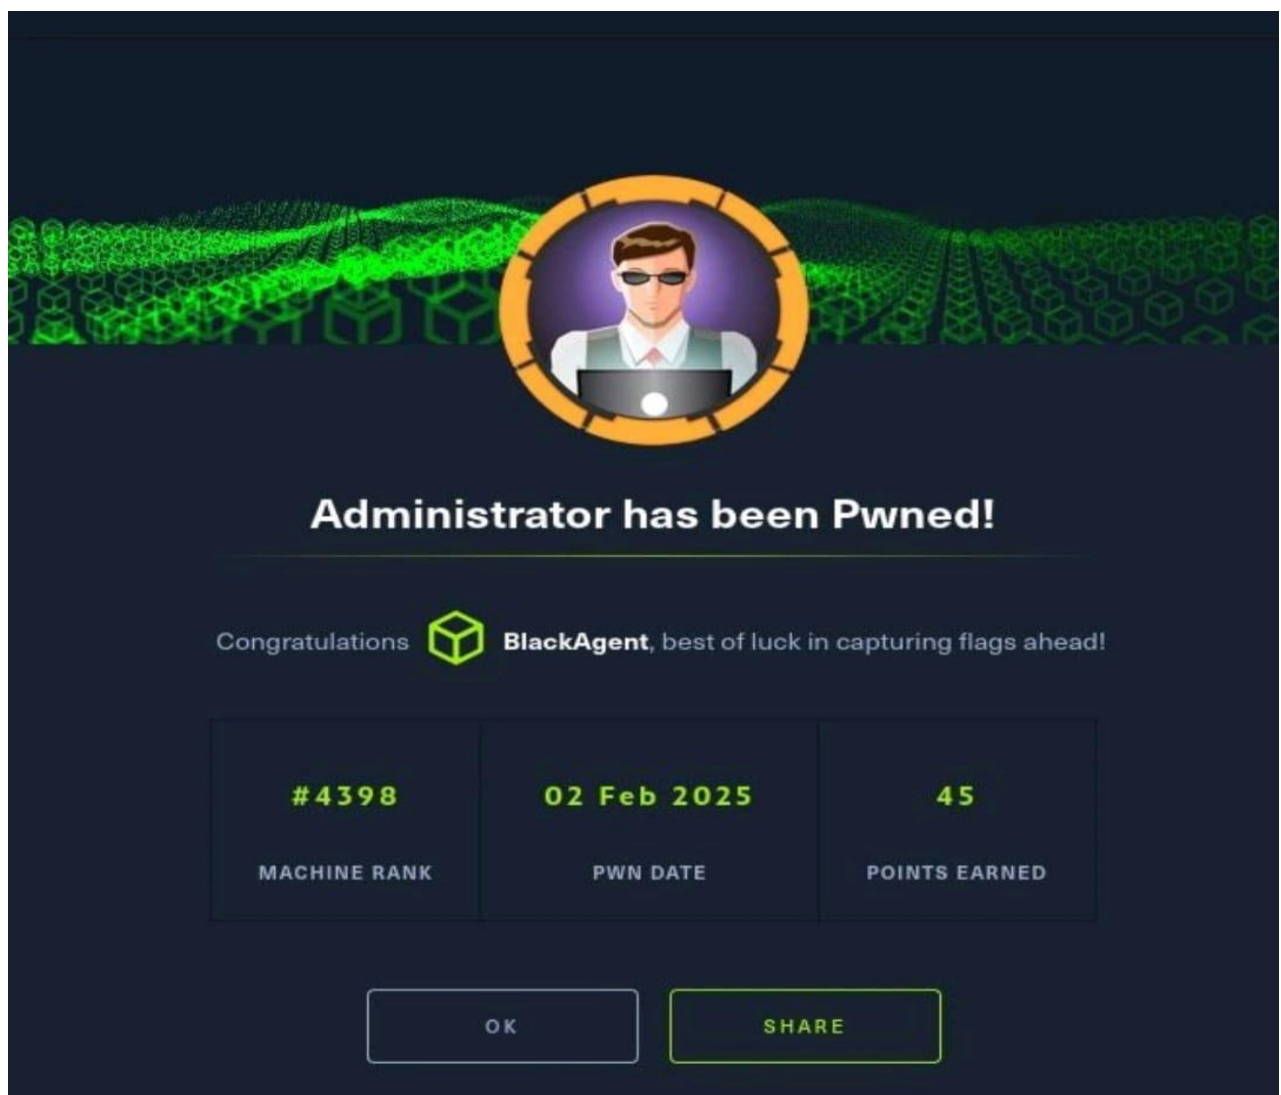 Administrator has been Pwned!
Congratulations BlackAgent, best of luck in capturing flags ahead!
#4398 02 Feb 2025 45
MACHINE RANK PWN DATE POINTS EARNED
OK SHARE